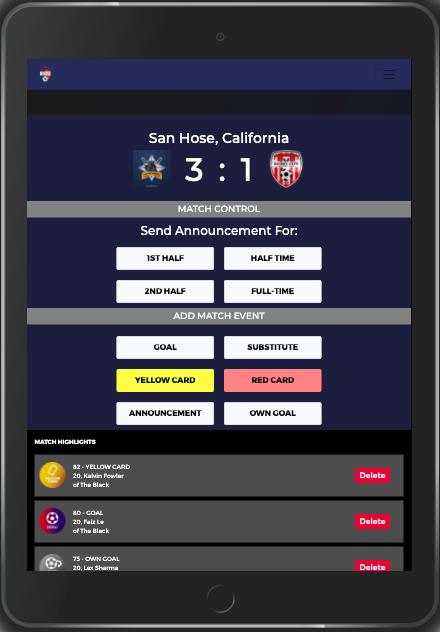 San Hose, California
3 : 1
MATCH CONTROL
Send Announcement For:
1ST HALF
HALF TIME
2ND HALF
FULL-TIME
ADD MATCH EVENT
GOAL
SUBSTITUTE
YELLOW CARD
RED CARD
ANNOUNCEMENT
OWN GOAL
MATCH HIGHLIGHTS
82 - YELLOW CARD
20, Kalvin Fowler
of The Black
Delete
80 - GOAL
20, Faiz Le
of The Black
Delete
75 - OWN GOAL
20, Lex Sharma
Delete